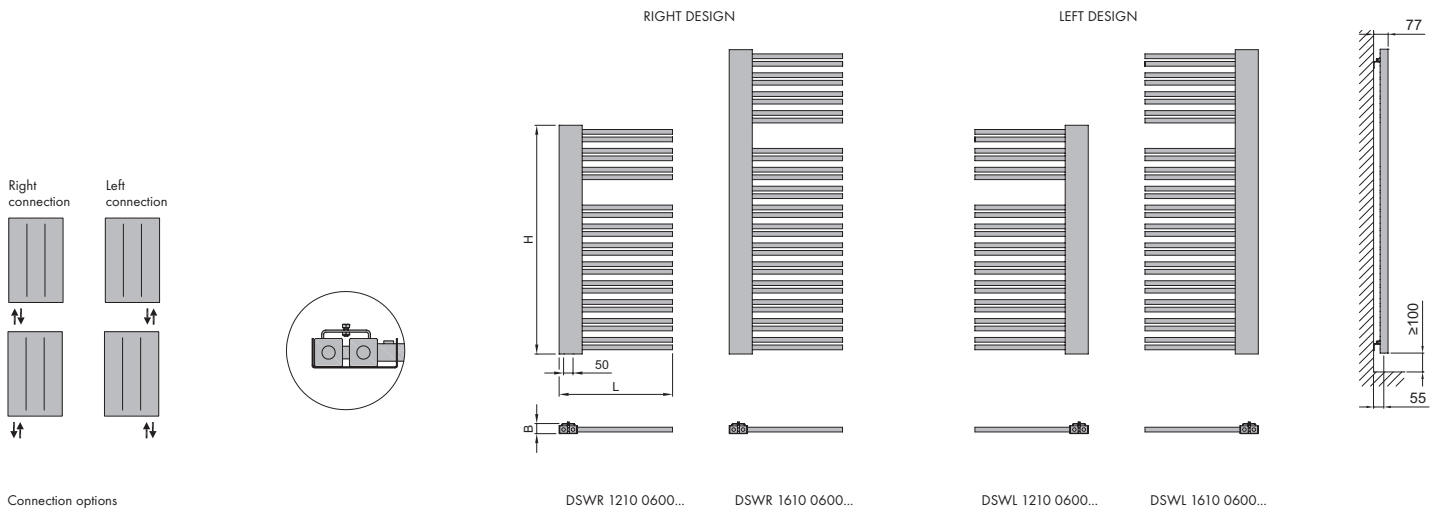 RIGHT DESIGN
LEFT DESIGN
77
Right
connection
Left
connection
H
50
L
B
≥100
55
Connection options
DSWR 1210 0600...
DSWR 1610 0600...
DSWL 1210 0600...
DSWL 1610 0600...